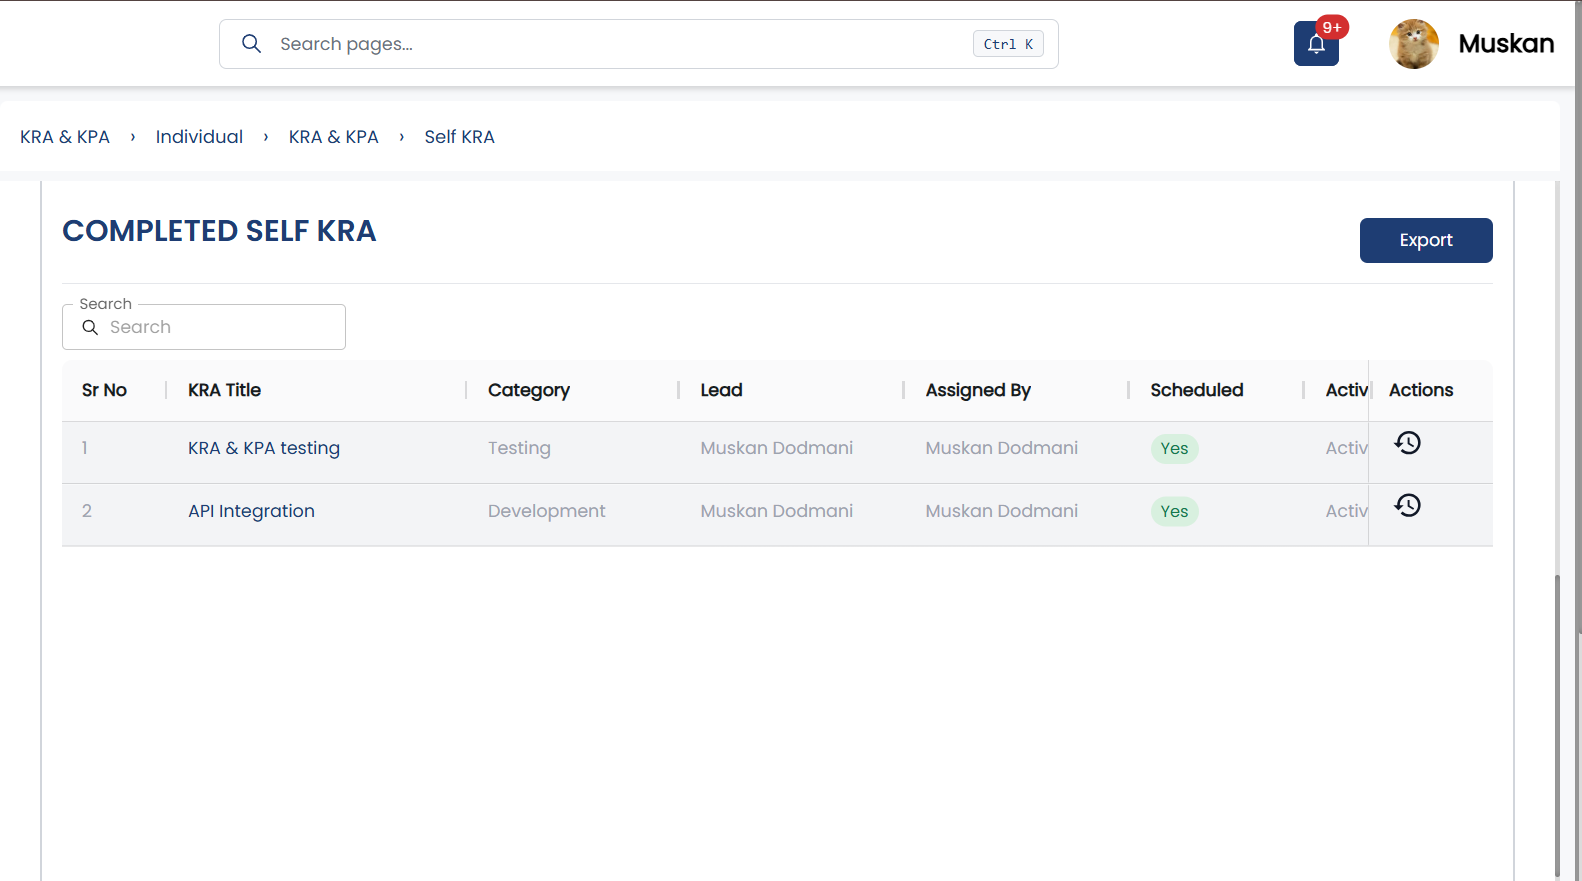 Search pages...
Ctrl K
9+
Muskan
KRA & KPA › Individual › KRA & KPA › Self KRA
COMPLETED SELF KRA
Export
Search
Search
Sr No KRA Title Category Lead Assigned By Scheduled Activ Actions
1 KRA & KPA testing Testing Muskan Dodmani Muskan Dodmani Yes Activ
2 API Integration Development Muskan Dodmani Muskan Dodmani Yes Activ